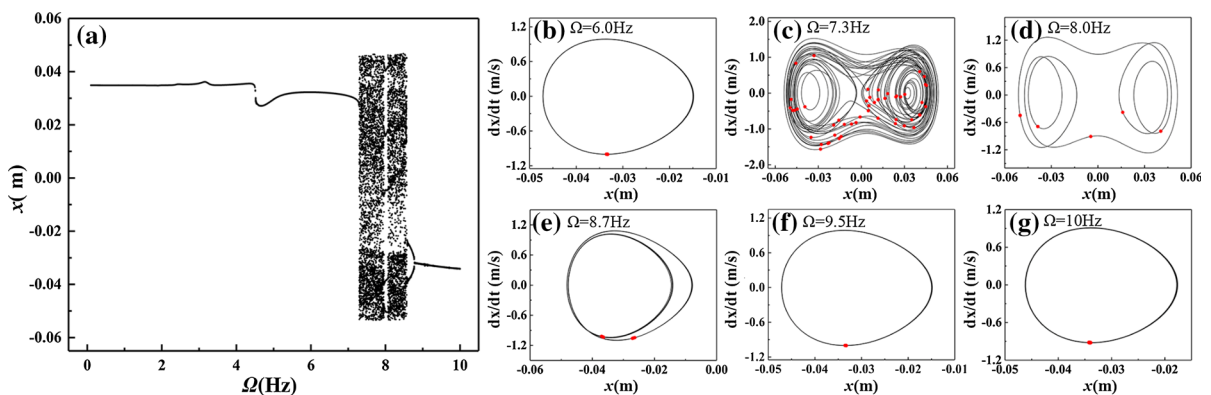 (a)
x( m)
0.06
0.04
0.02
0.00
-0.02
-0.04
-0.06
0 2 4 6 8 10
Ω(Hz)
(b) Ω=6.0Hz
dx/dt (m/s)
1.2
0.6
0.0
-0.6
-1.2
-0.05 -0.04 -0.03 -0.02 -0.01
x(m)
(c) Ω=7.3Hz
dx/dt (m/s)
2.0
1.0
0.0
-1.0
-2.0
-0.06 -0.03 0.00 0.03 0.06
x(m)
(d) Ω=8.0Hz
dx/dt (m/s)
1.2
0.6
0.0
-0.6
-1.2
-0.06 -0.04 -0.02 0.00 0.02 0.04 0.06
x(m)
(e) Ω=8.7Hz
dx/dt (m/s)
1.2
0.6
0.0
-0.6
-1.2
-0.06 -0.04 -0.02 0.00
x(m)
(f) Ω=9.5Hz
dx/dt (m/s)
1.2
0.6
0.0
-0.6
-1.2
-0.05 -0.04 -0.03 -0.02 -0.01
x(m)
(g) Ω=10Hz
dx/dt (m/s)
1.2
0.6
0.0
-0.6
-1.2
-0.05 -0.04 -0.03 -0.02
x(m)